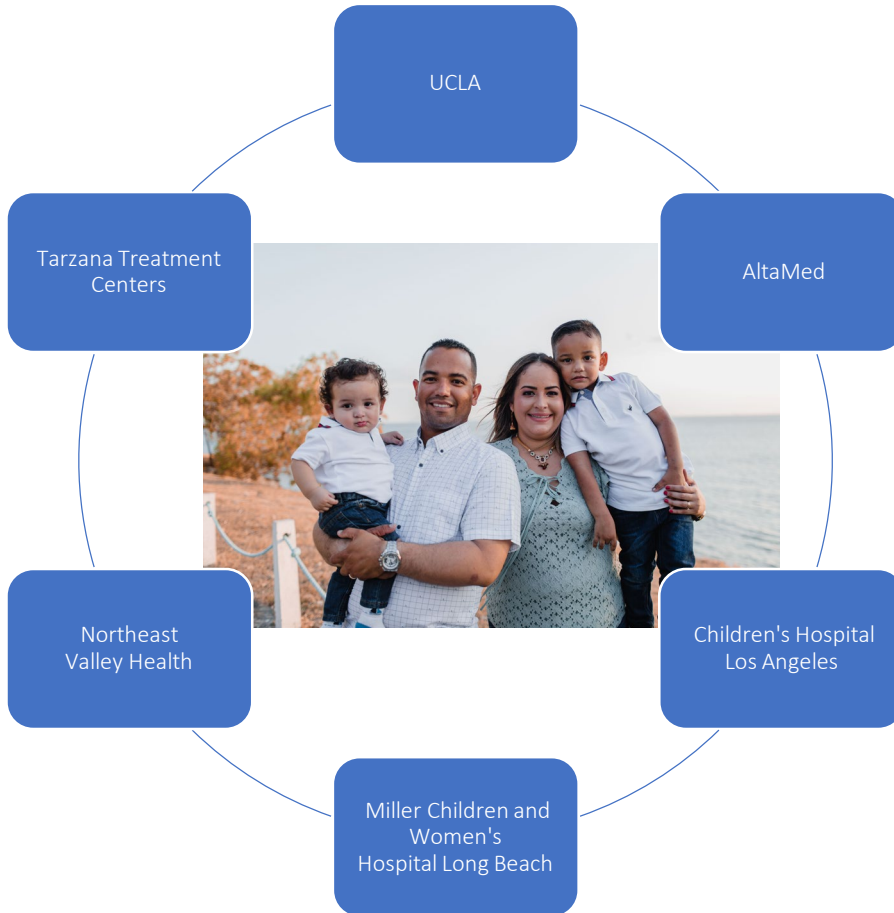 UCLA
AltaMed
Children's Hospital
Los Angeles
Miller Children and
Women's
Hospital Long Beach
Northeast
Valley Health
Tarzana Treatment
Centers